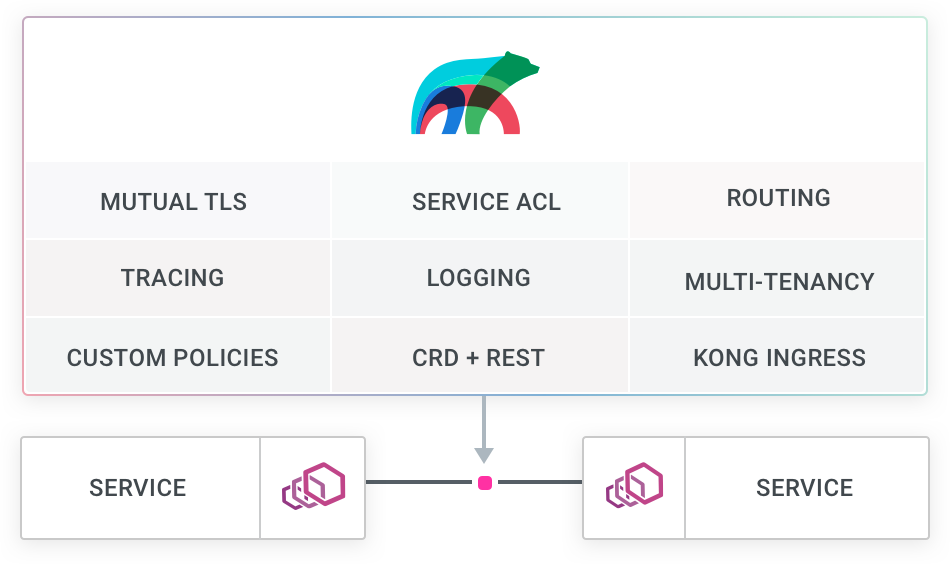 MUTUAL TLS
SERVICE ACL
ROUTING
TRACING
LOGGING
MULTI-TENANCY
CUSTOM POLICIES
CRD + REST
KONG INGRESS
SERVICE
SERVICE